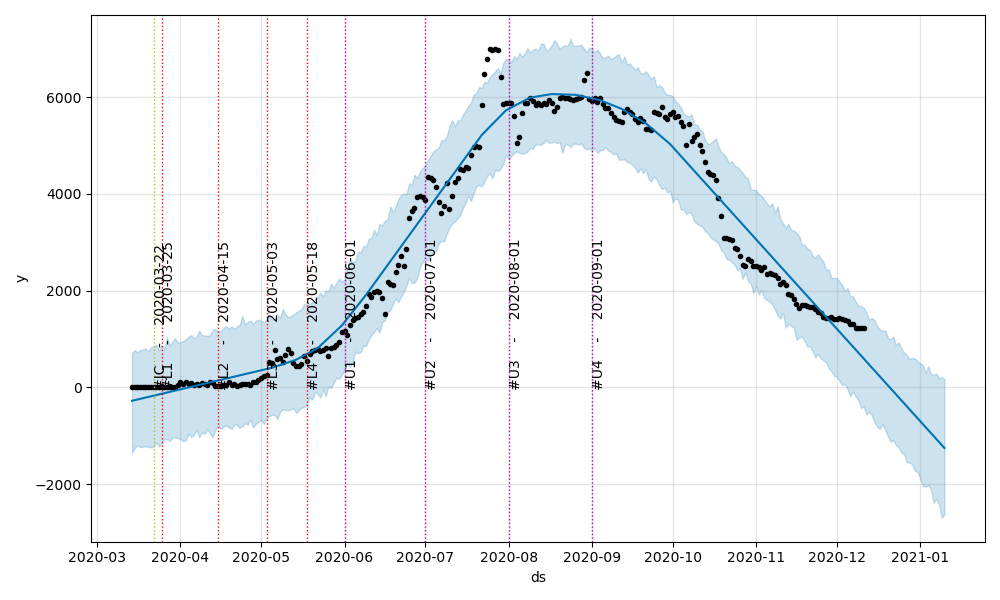 6000
4000
2000
0
−2000
y
2020-03
2020-04
2020-05
2020-06
2020-07
2020-08
2020-09
2020-10
2020-11
2020-12
2021-01
ds
- 2020-03-22
#L1 - 2020-03-25
#L2 - 2020-04-15
#L3 - 2020-05-03
#L4 - 2020-05-18
#U1 - 2020-06-01
#U2 - 2020-07-01
#U3 - 2020-08-01
#U4 - 2020-09-01